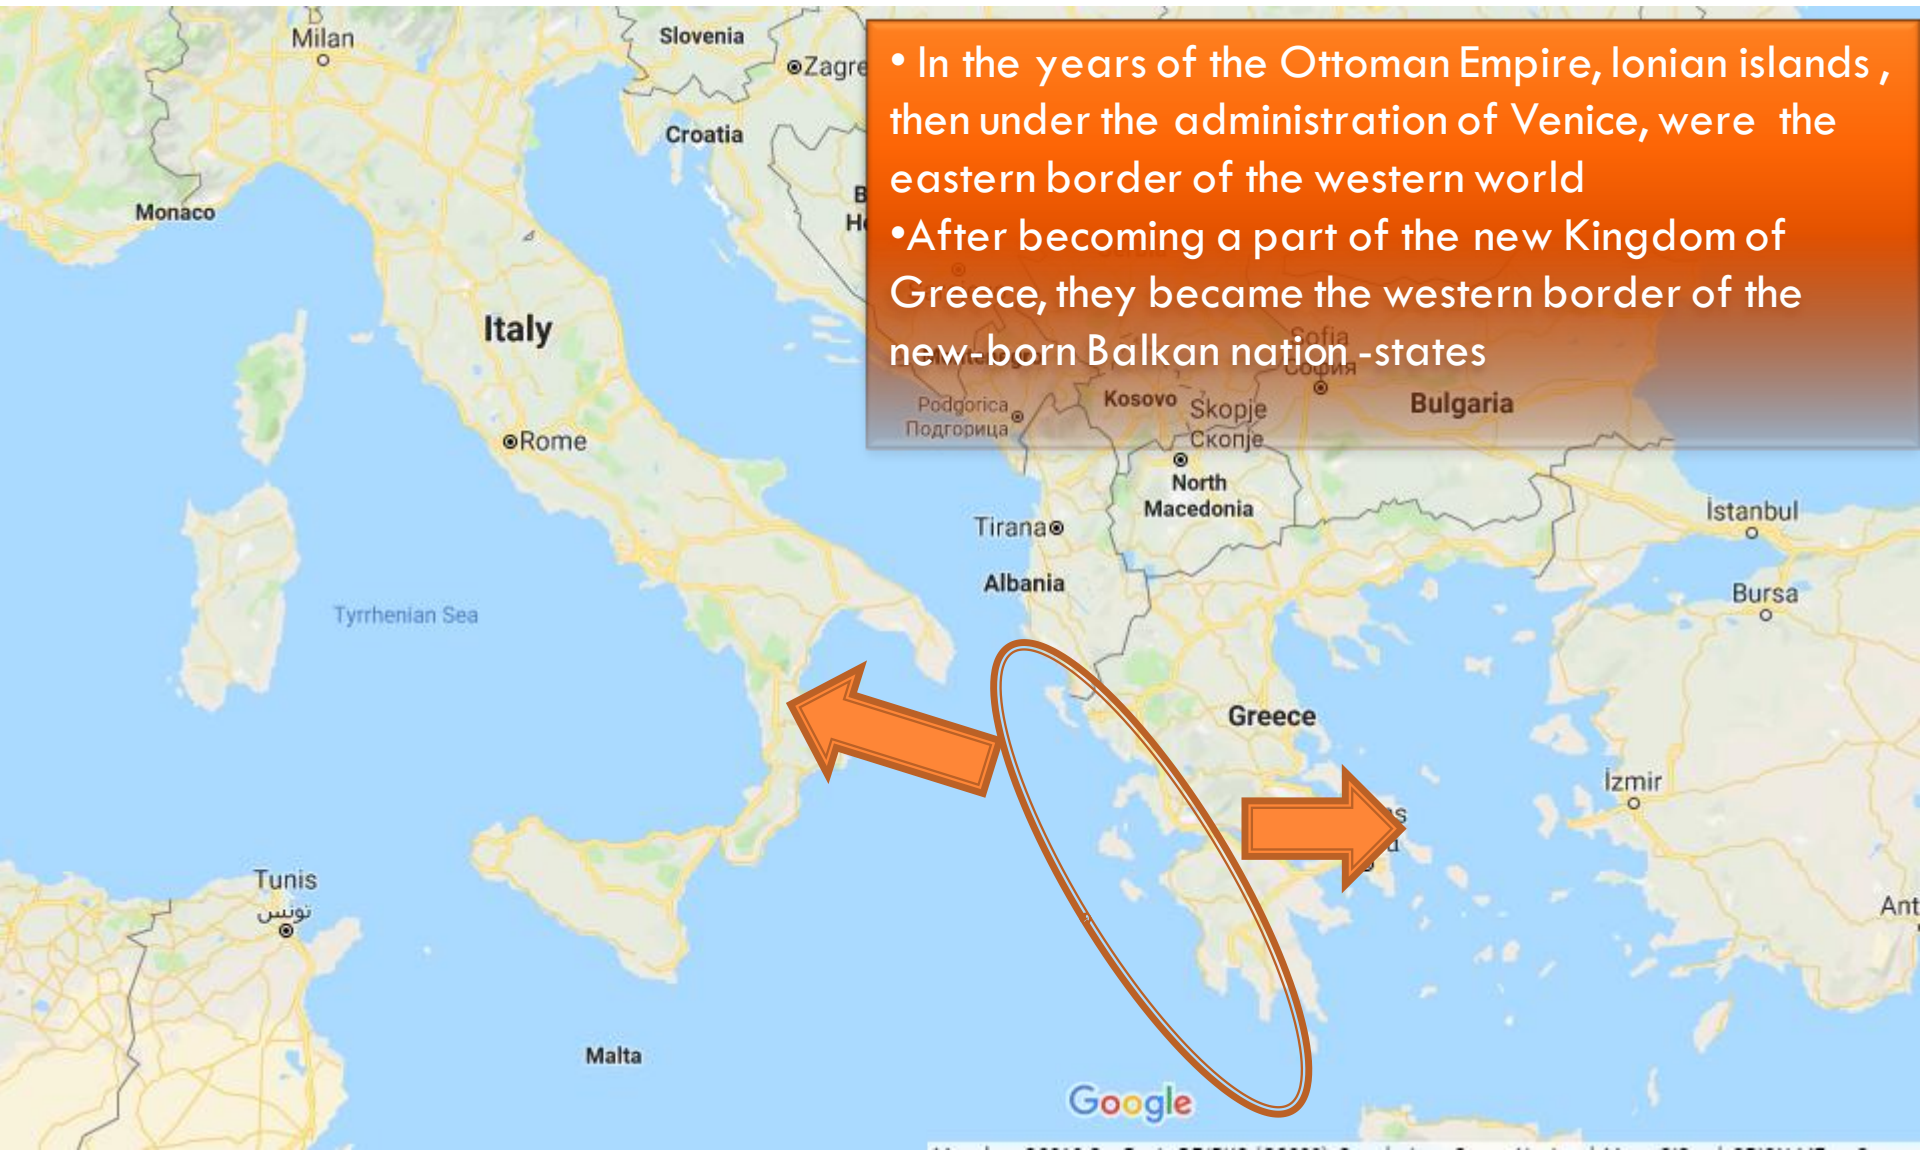 • In the years of the Ottoman Empire, Ionian islands ,
then under the administration of Venice, were the
eastern border of the western world
•After becoming a part of the new Kingdom of
Greece, they became the western border of the
new-born Balkan nation -states
Milan
Slovenia
Zagre
Croatia
Monaco
B
He
Italy
Sofia
София
Kosovo
Skopje
Скопје
Bulgaria
Podgorica
Подгорица
Rome
North
Macedonia
Tirana
İstanbul
Albania
Bursa
Tyrrhenian Sea
Greece
İzmir
Tunis
تونس
Ant
Malta
Google